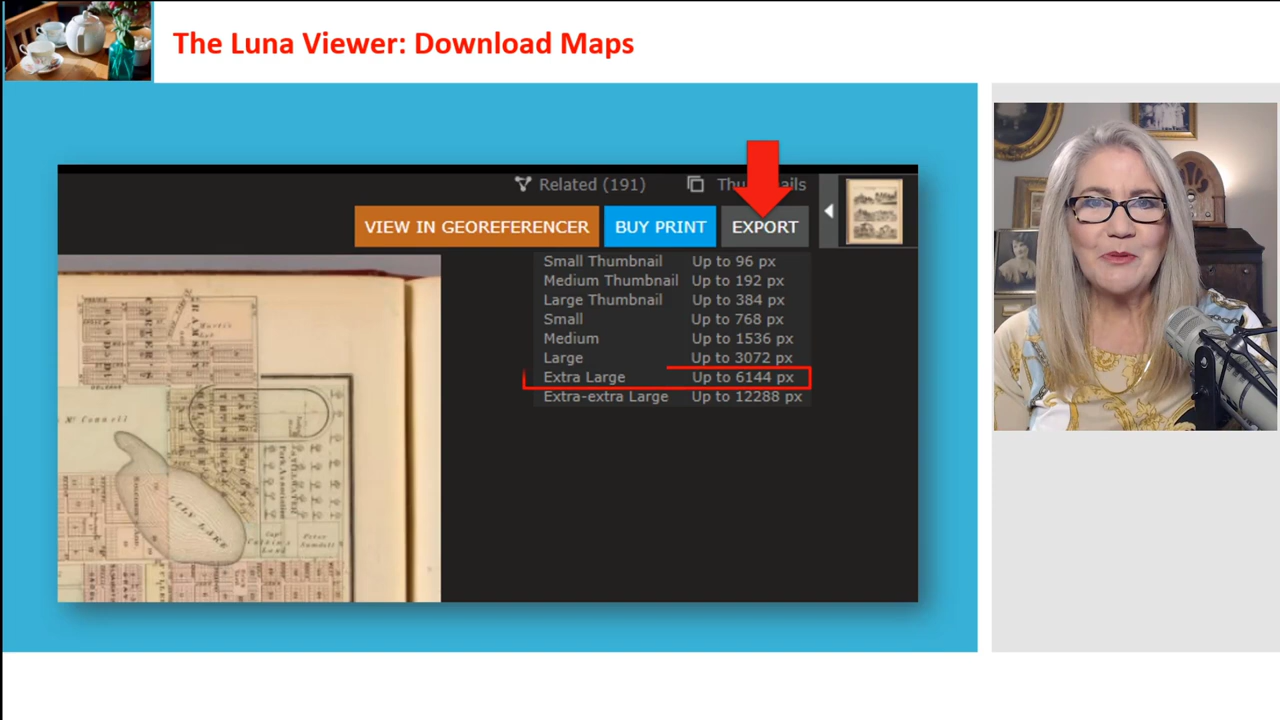 The Luna Viewer: Download Maps
Related (191)
VIEW IN GEOREFERENCER
BUY PRINT
EXPORT
Small Thumbnail Up to 96 px
Medium Thumbnail Up to 192 px
Large Thumbnail Up to 384 px
Small Up to 768 px
Medium Up to 1536 px
Large Up to 3072 px
Extra Large Up to 6144 px
Extra-extra Large Up to 12288 px
Mc Connell
LILY LAKE